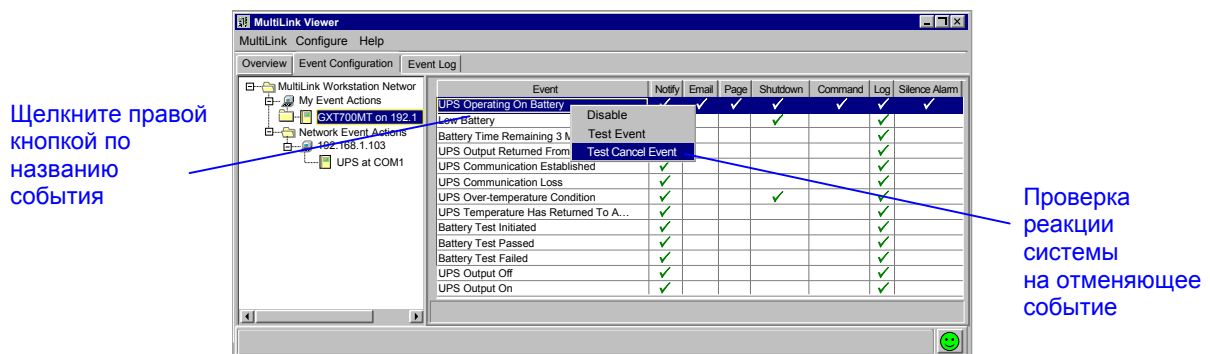 MultiLink Viewer
MultiLink Configure Help
Overview Event Configuration Event Log
MultiLink Workstation Networ
My Event Actions
GXT700MT on 192.1
Network Event Actions
192.168.1.103
UPS at COM1
Event Notify Email Page Shutdown Command Log Silence Alarm
UPS Operating On Battery
Low Battery
Battery Time Remaining 3 M
UPS Output Returned From
UPS Communication Established
UPS Communication Loss
UPS Over-temperature Condition
UPS Temperature Has Returned To A...
Battery Test Initiated
Battery Test Passed
Battery Test Failed
UPS Output Off
UPS Output On
Disable
Test Event
Test Cancel Event
Щелкните правой
кнопкой по
названию
события
Проверка
реакции
системы
на отменяющее
событие